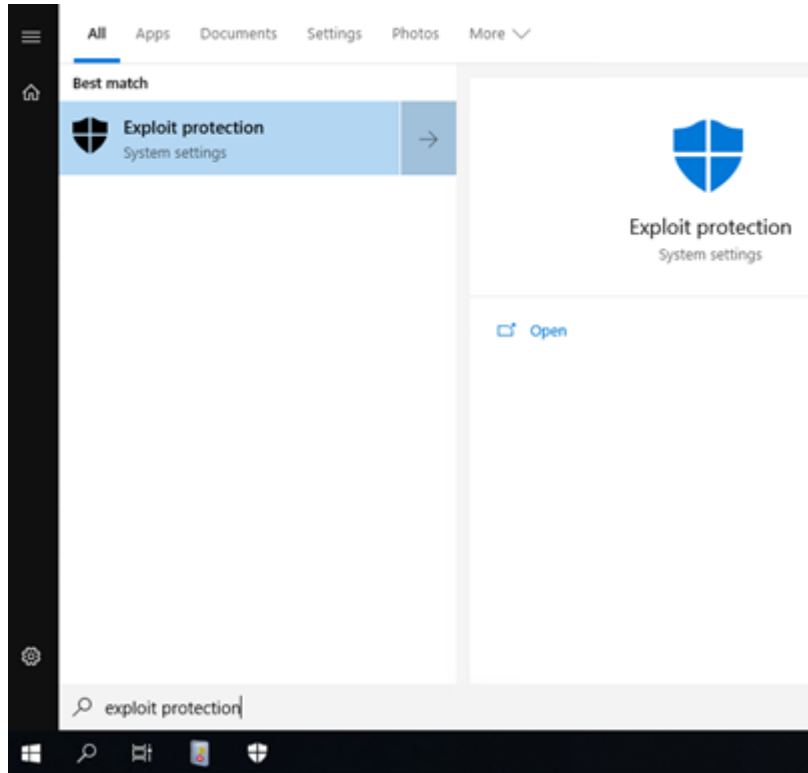 All Apps Documents Settings Photos More
Best match
Exploit protection
System settings
Exploit protection
System settings
Open
exploit protection